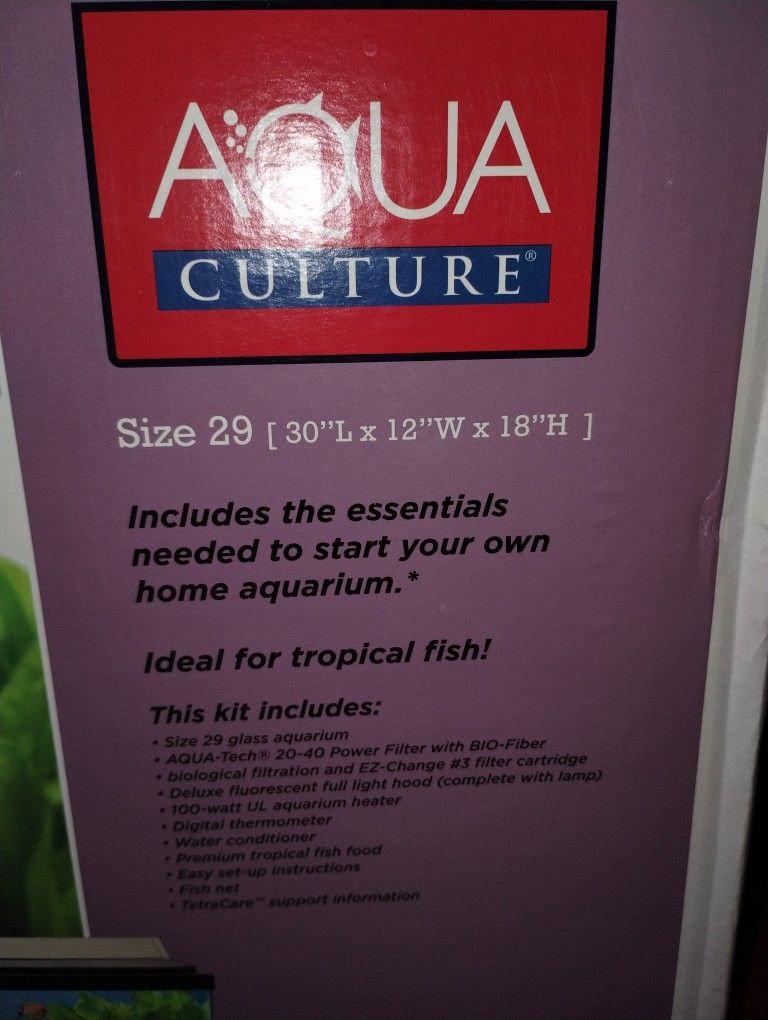 AQUA
CULTURE®
Size 29 [ 30”L x 12”W x 18”H ]
Includes the essentials
needed to start your own
home aquarium.*
Ideal for tropical fish!
This kit includes:
• Size 29 glass aquarium
• AQUA-Tech® 20-40 Power Filter with BIO-Fiber
• biological filtration and EZ-Change #3 filter cartridge
• Deluxe fluorescent full light hood (complete with lamp)
• 100-watt UL aquarium heater
• Digital thermometer
• Water conditioner
• Premium tropical fish food
• Easy set-up instructions
• Fish net
• TetraCare™ support information